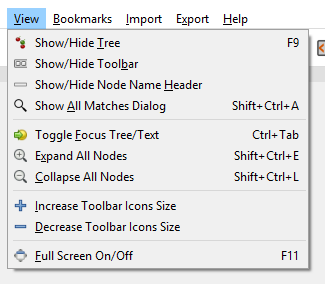 View Bookmarks Import Export Help
Show/Hide Tree F9
Show/Hide Toolbar
Show/Hide Node Name Header
Show All Matches Dialog Shift+Ctrl+A
Toggle Focus Tree/Text Ctrl+Tab
Expand All Nodes Shift+Ctrl+E
Collapse All Nodes Shift+Ctrl+L
Increase Toolbar Icons Size
Decrease Toolbar Icons Size
Full Screen On/Off F11